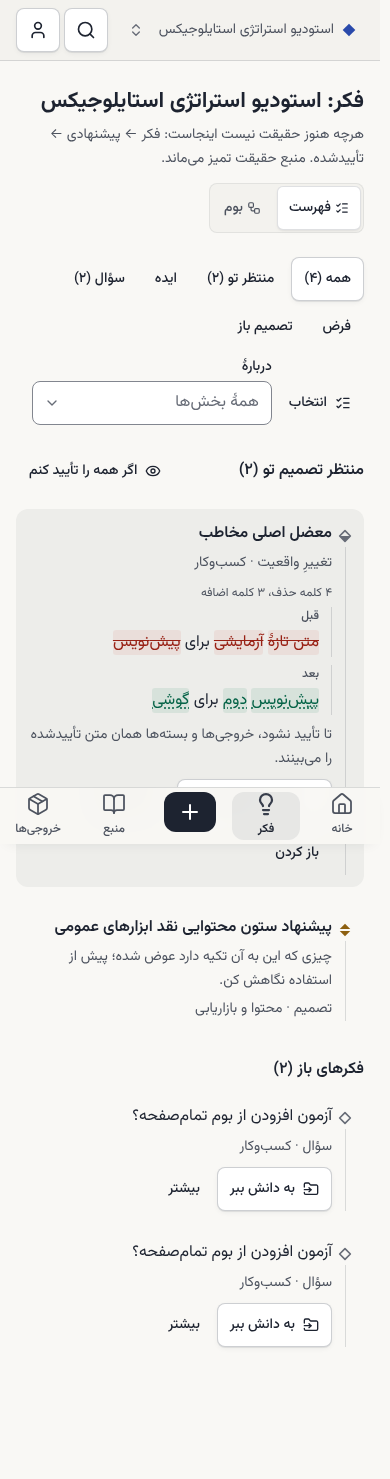 استودیو استراتژی استایلوجیکس
فکر: استودیو استراتژی استایلوجیکس
هرچه هنوز حقیقت نیست اینجاست: فکر ← پیشنهادی ←
تأییدشده. منبع حقیقت تمیز می‌ماند.
فهرست
بوم
همه (۴)
منتظر تو (۲)
ایده
سؤال (۲)
فرض
تصمیم باز
دربارهٔ
انتخاب
همهٔ بخش‌ها
منتظر تصمیم تو (۲)
اگر همه را تأیید کنم
معضل اصلی مخاطب
تغییرِ واقعیت · کسب‌وکار
۴ کلمه حذف، ۳ کلمه اضافه
قبل
متن تازهٔ آزمایشی برای پیش‌نویس
بعد
پیش‌نویس دوم برای گوشی
تا تأیید نشود، خروجی‌ها و بسته‌ها همان متن تأییدشده
را می‌بینند.
خانه
فکر
منبع
خروجی‌ها
باز کردن
پیشنهاد ستون محتوایی نقد ابزارهای عمومی
چیزی که این به آن تکیه دارد عوض شده؛ پیش از
استفاده نگاهش کن.
تصمیم · محتوا و بازاریابی
فکرهای باز (۲)
آزمون افزودن از بوم تمام‌صفحه؟
سؤال · کسب‌وکار
به دانش ببر
بیشتر
آزمون افزودن از بوم تمام‌صفحه؟
سؤال · کسب‌وکار
به دانش ببر
بیشتر